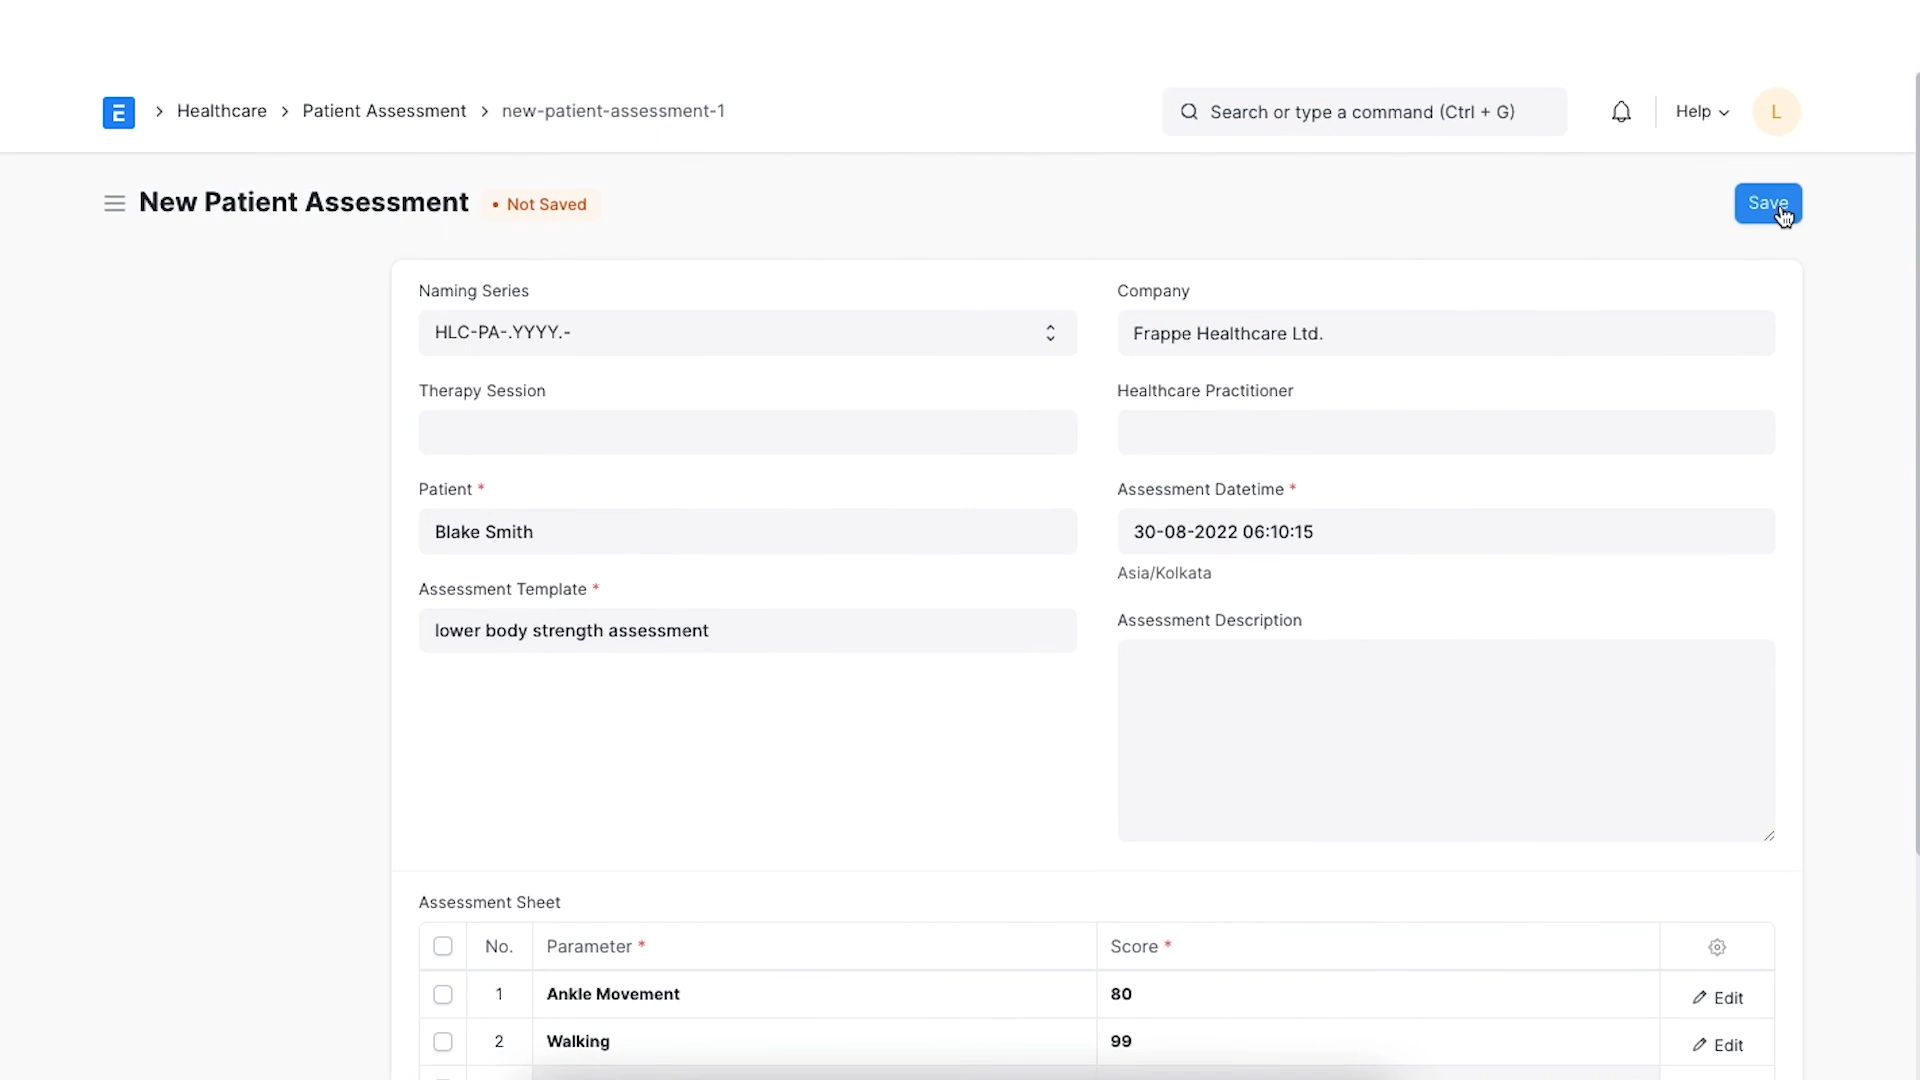 E
Healthcare
Patient Assessment
new-patient-assessment-1
Search or type a command (Ctrl + G)
Help
L
New Patient Assessment
• Not Saved
Save
Naming Series
HLC-PA-.YYYY.-
Company
Frappe Healthcare Ltd.
Therapy Session
Healthcare Practitioner
Patient *
Blake Smith
Assessment Datetime *
30-08-2022 06:10:15
Asia/Kolkata
Assessment Template *
lower body strength assessment
Assessment Description
Assessment Sheet
No. Parameter * Score *
1 Ankle Movement 80 Edit
2 Walking 99 Edit